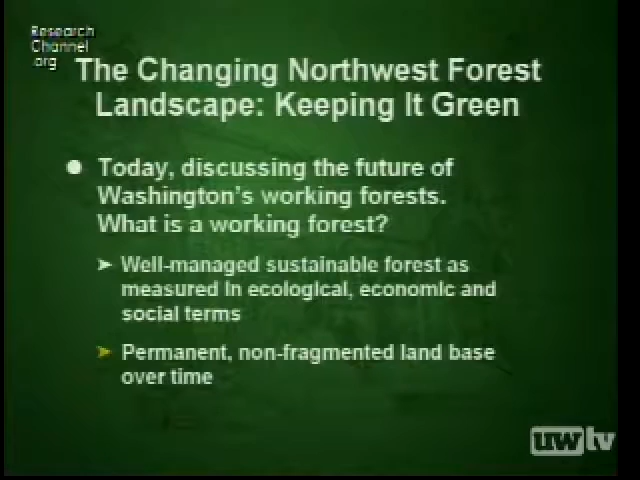 Research
Channel
org
The Changing Northwest Forest
Landscape: Keeping It Green
Today, discussing the future of
Washington's working forests.
What is a working forest?
Well-managed sustainable forest as
measured in ecological, economic and
social terms
Permanent, non-fragmented land base
over time
uwtv